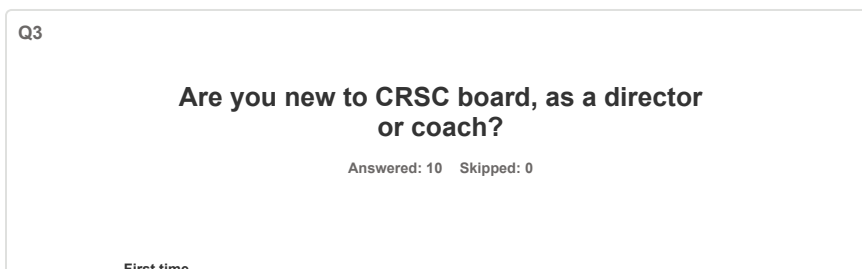 Q3
Are you new to CRSC board, as a director
or coach?
Answered: 10 Skipped: 0
First time